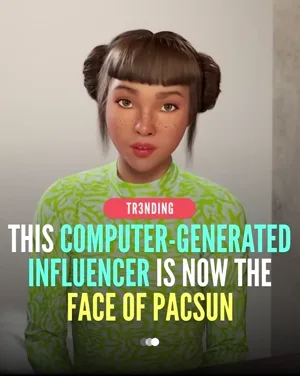 TR3NDING
THIS COMPUTER-GENERATED
INFLUENCER IS NOW THE
FACE OF PACSUN